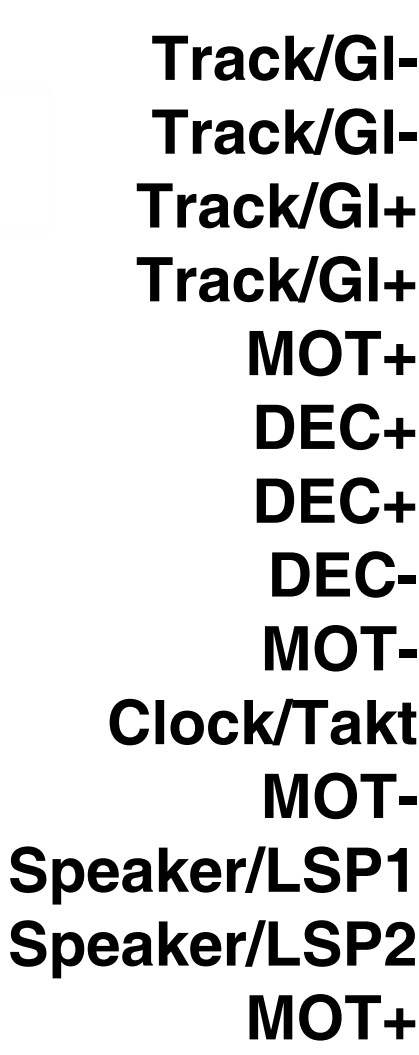 Track/Gl-
Track/Gl-
Track/Gl+
Track/Gl+
MOT+
DEC+
DEC+
DEC-
MOT-
Clock/Takt
MOT-
Speaker/LSP1
Speaker/LSP2
MOT+